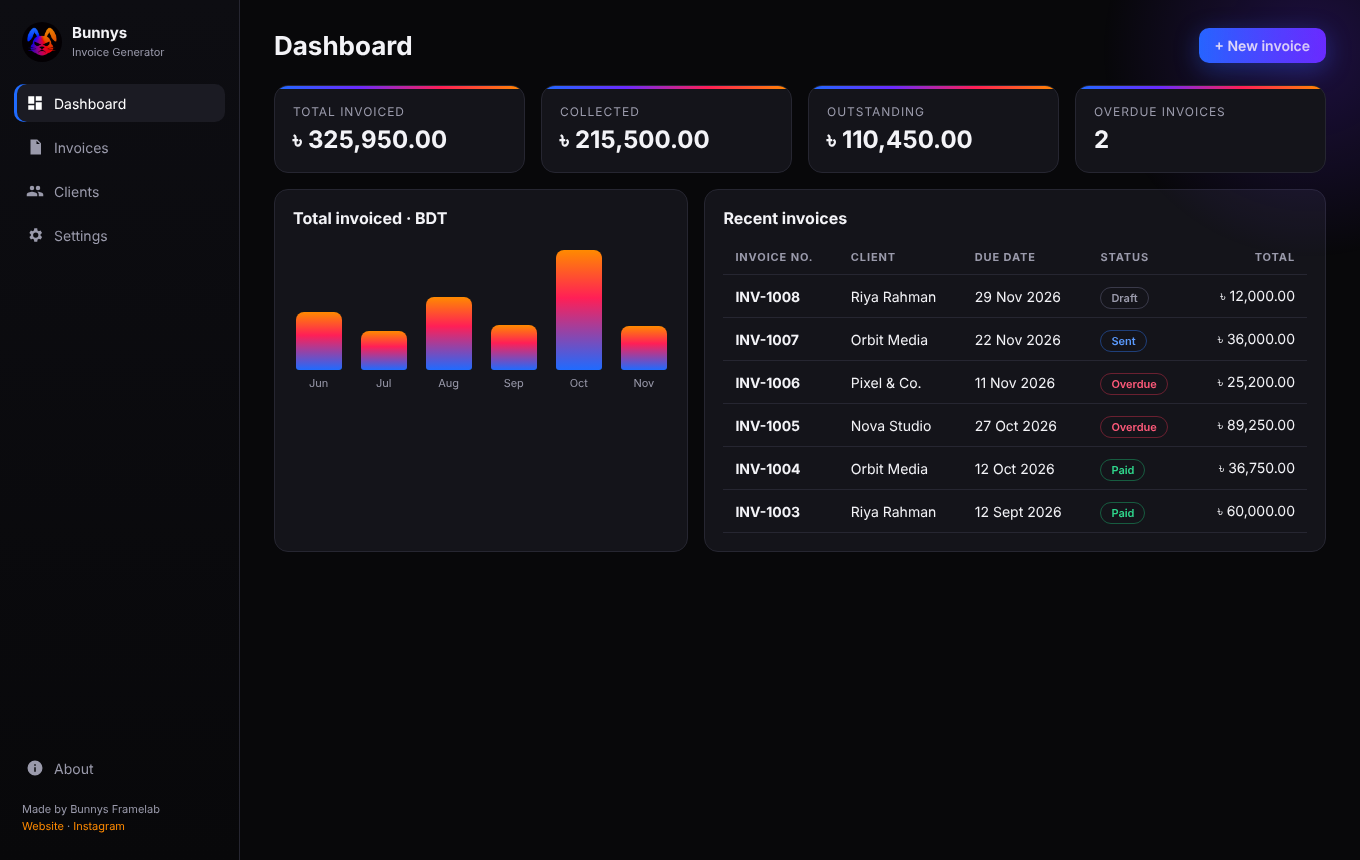 Bunnys
Invoice Generator
Dashboard
Invoices
Clients
Settings
About
Made by Bunnys Framelab
Website · Instagram
Dashboard
+ New invoice
TOTAL INVOICED
৳ 325,950.00
COLLECTED
৳ 215,500.00
OUTSTANDING
৳ 110,450.00
OVERDUE INVOICES
2
Total invoiced · BDT
Jun Jul Aug Sep Oct Nov
Recent invoices
INVOICE NO. CLIENT DUE DATE STATUS TOTAL
INV-1008 Riya Rahman 29 Nov 2026 Draft ৳ 12,000.00
INV-1007 Orbit Media 22 Nov 2026 Sent ৳ 36,000.00
INV-1006 Pixel & Co. 11 Nov 2026 Overdue ৳ 25,200.00
INV-1005 Nova Studio 27 Oct 2026 Overdue ৳ 89,250.00
INV-1004 Orbit Media 12 Oct 2026 Paid ৳ 36,750.00
INV-1003 Riya Rahman 12 Sept 2026 Paid ৳ 60,000.00